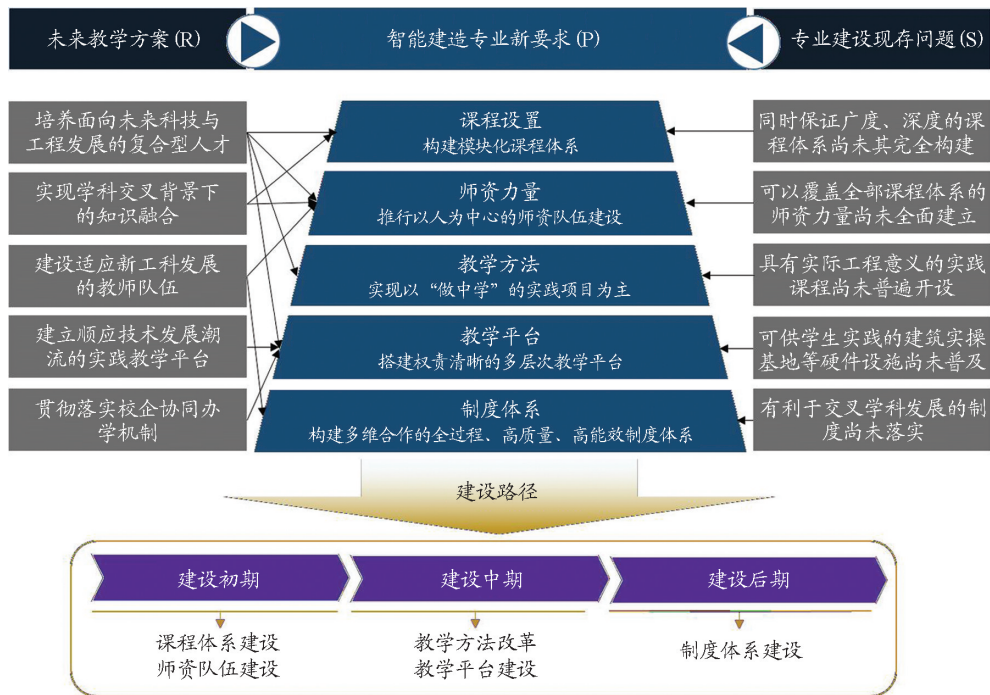 未来教学方案(R)
智能建造专业新要求(P)
专业建设现存问题(S)
培养面向未来科技与
工程发展的复合型人才
实现学科交叉背景下
的知识融合
建设适应新工科发展
的教师队伍
建立顺应技术发展潮
流的实践教学平台
贯彻落实校企协同办
学机制
课程设置
构建模块化课程体系
师资力量
推行以人为中心的师资队伍建设
教学方法
实现以“做中学”的实践项目为主
教学平台
搭建权责清晰的多层次教学平台
制度体系
构建多维合作的全过程、高质量、高能效制度体系
同时保证广度、深度的课
程体系尚未其完全构建
可以覆盖全部课程体系的
师资力量尚未全面建立
具有实际工程意义的实践
课程尚未普遍开设
可供学生实践的建筑实操
基地等硬件设施尚未普及
有利于交叉学科发展的制
度尚未落实
建设路径
建设初期
建设中期
建设后期
课程体系建设
师资队伍建设
教学方法改革
教学平台建设
制度体系建设